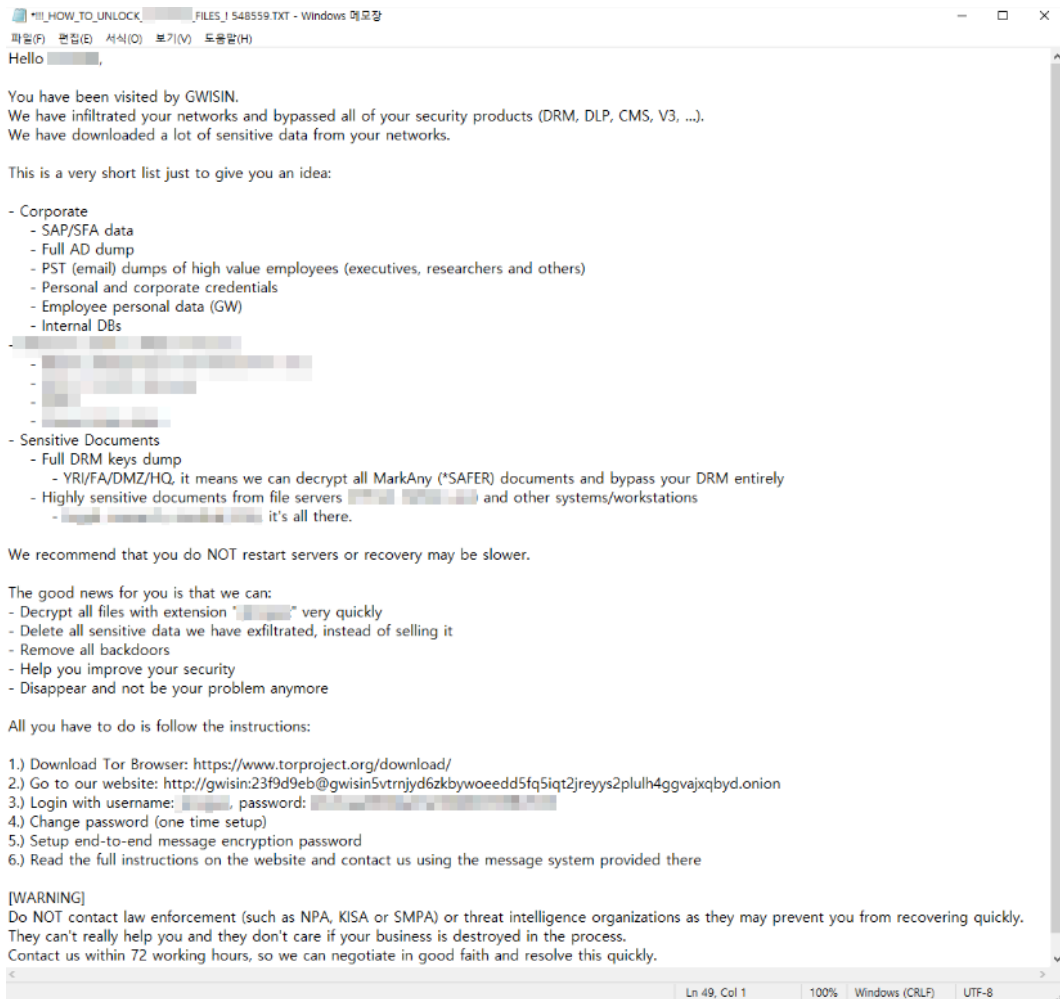 *!!!_HOW_TO_UNLOCK_ _FILES_! 548559.TXT - Windows 메모장
파일(F) 편집(E) 서식(O) 보기(V) 도움말(H)
Hello ,
You have been visited by GWISIN.
We have infiltrated your networks and bypassed all of your security products (DRM, DLP, CMS, V3, ...).
We have downloaded a lot of sensitive data from your networks.
This is a very short list just to give you an idea:
- Corporate
- SAP/SFA data
- Full AD dump
- PST (email) dumps of high value employees (executives, researchers and others)
- Personal and corporate credentials
- Employee personal data (GW)
- Internal DBs
-
-
-
-
-
- Sensitive Documents
- Full DRM keys dump
- YRI/FA/DMZ/HQ, it means we can decrypt all MarkAny (*SAFER) documents and bypass your DRM entirely
- Highly sensitive documents from file servers and other systems/workstations
- it's all there.
We recommend that you do NOT restart servers or recovery may be slower.
The good news for you is that we can:
- Decrypt all files with extension " " very quickly
- Delete all sensitive data we have exfiltrated, instead of selling it
- Remove all backdoors
- Help you improve your security
- Disappear and not be your problem anymore
All you have to do is follow the instructions:
1.) Download Tor Browser: https://www.torproject.org/download/
2.) Go to our website: http://gwisin:23f9d9eb@gwisin5vtrnjyd6zkbywoeedd5fq5iqt2jreyys2plulh4ggvajxqbyd.onion
3.) Login with username: , password:
4.) Change password (one time setup)
5.) Setup end-to-end message encryption password
6.) Read the full instructions on the website and contact us using the message system provided there
[WARNING]
Do NOT contact law enforcement (such as NPA, KISA or SMPA) or threat intelligence organizations as they may prevent you from recovering quickly.
They can't really help you and they don't care if your business is destroyed in the process.
Contact us within 72 working hours, so we can negotiate in good faith and resolve this quickly.
Ln 49, Col 1 100% Windows (CRLF) UTF-8